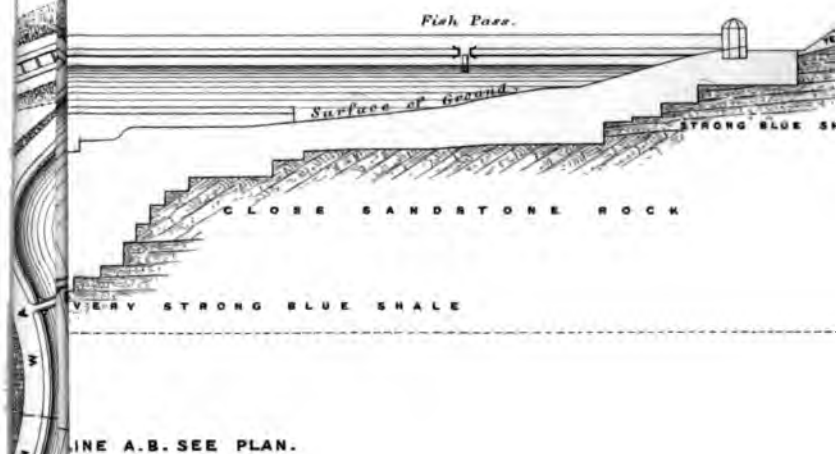 Fish Pass.
Surface of Ground.
STRONG BLUE SH
CLOSE SANDSTONE ROCK
VERY STRONG BLUE SHALE
A
W
INE A.B. SEE PLAN.